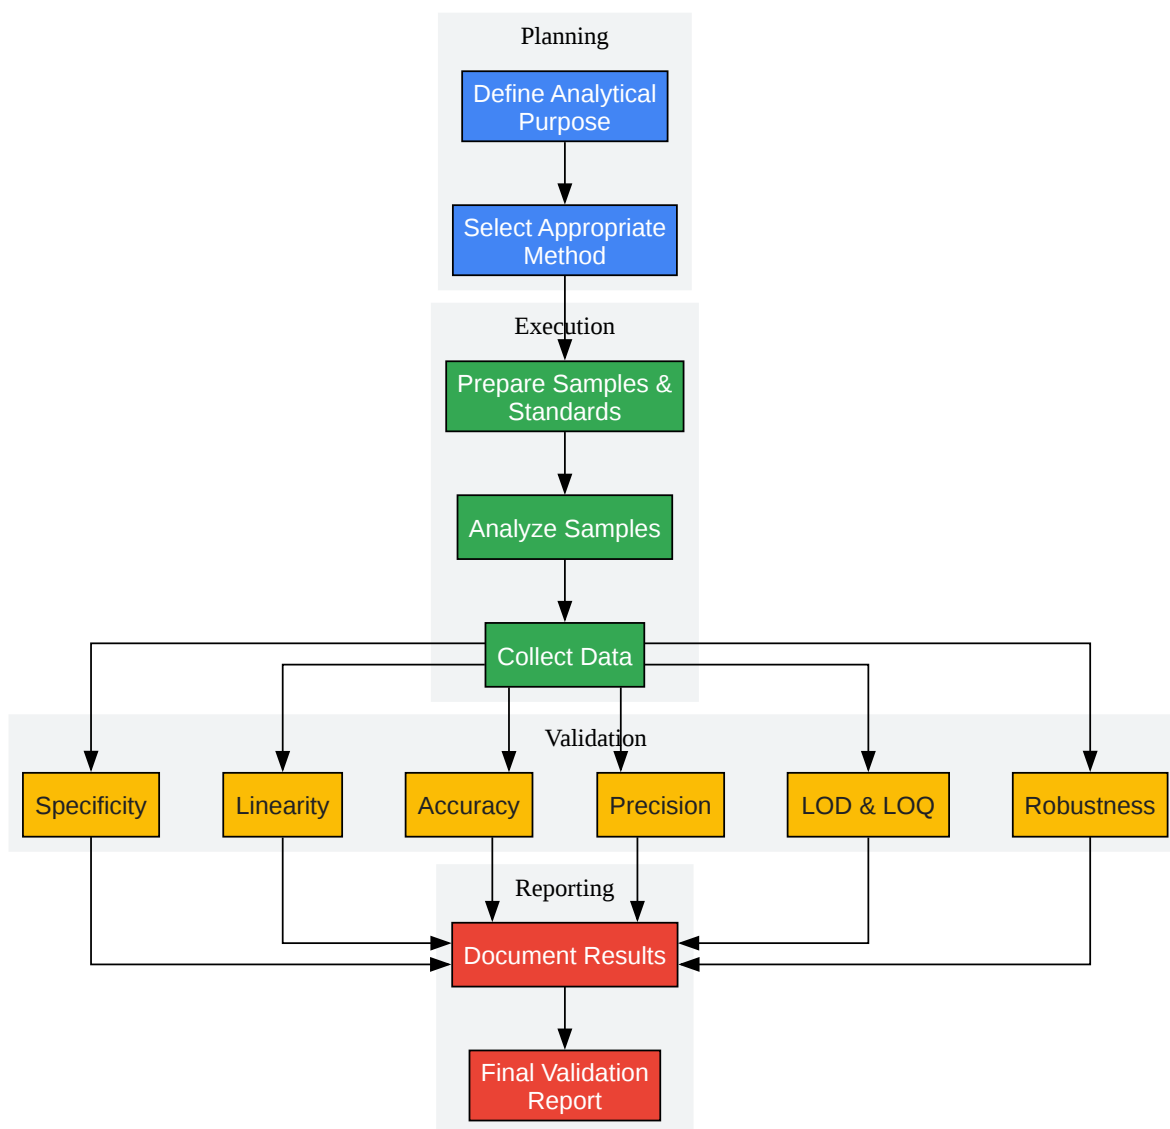 Planning
Define Analytical
Purpose
Select Appropriate
Method
Execution
Prepare Samples &
Standards
Analyze Samples
Collect Data
Validation
Specificity
Linearity
Accuracy
Precision
LOD & LOQ
Robustness
Reporting
Document Results
Final Validation
Report